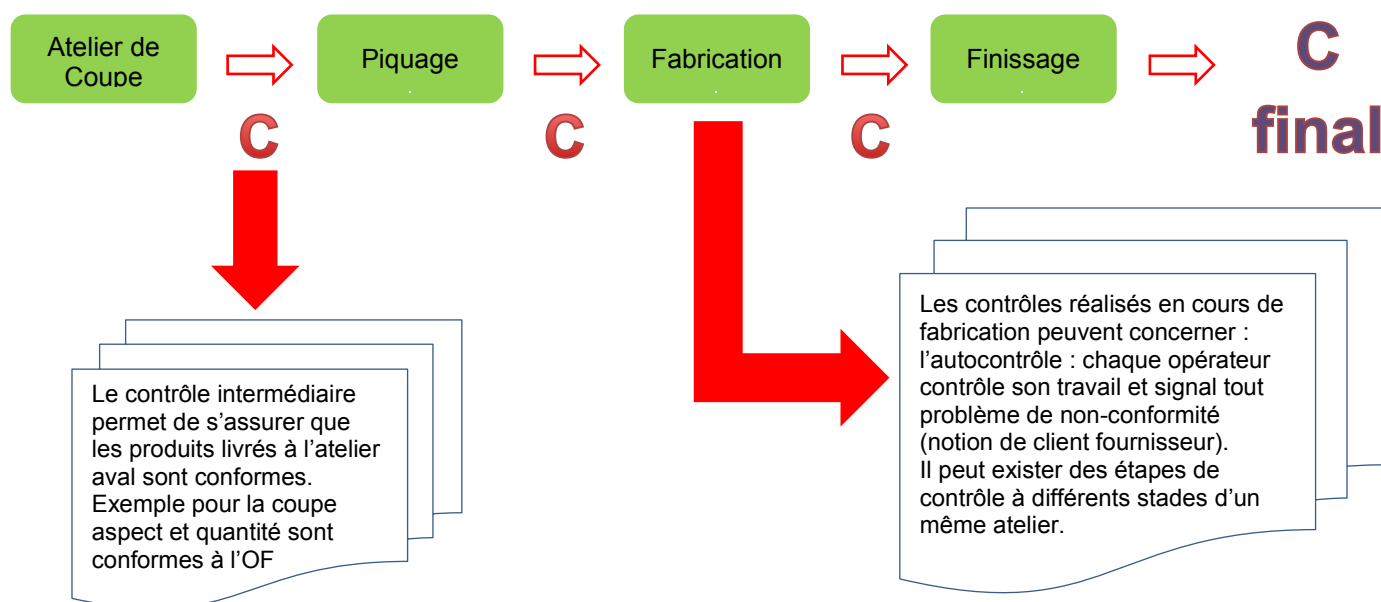 Atelier de
Coupe
Piquage
.
Fabrication
.
Finissage
.
C
final
C
C
C
Le contrôle intermédiaire
permet de s’assurer que
les produits livrés à l’atelier
aval sont conformes.
Exemple pour la coupe
aspect et quantité sont
conformes à l’OF
Les contrôles réalisés en cours de
fabrication peuvent concerner :
l’autocontrôle : chaque opérateur
contrôle son travail et signal tout
problème de non-conformité
(notion de client fournisseur).
Il peut exister des étapes de
contrôle à différents stades d’un
même atelier.